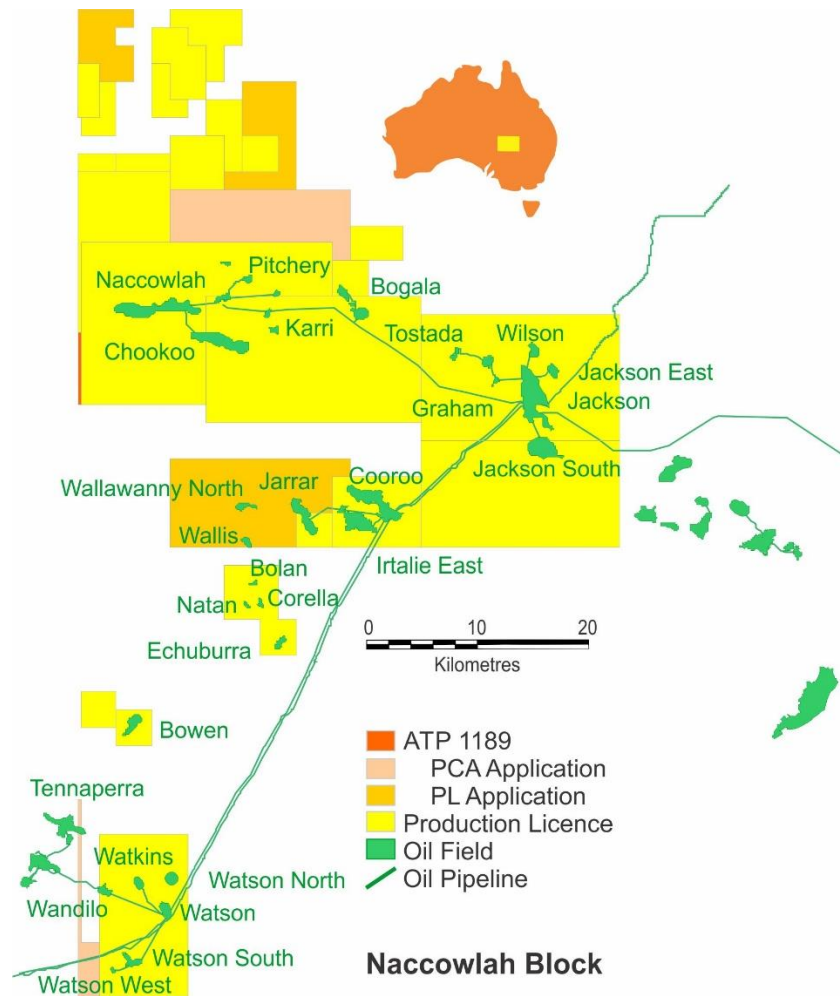 Pitchery
Naccowlah
Bogala
Karri
Tostada
Wilson
Chookoo
Jackson East
Graham
Jackson
Jackson South
Cooroo
Jarrar
Wallawanny North
Wallis
Irtalie East
Bolan
Natan
Corella
Echuburra
0 10 20
Kilometres
Bowen
ATP 1189
PCA Application
PL Application
Production Licence
Oil Field
Oil Pipeline
Tennaperra
Watkins
Watson North
Wandilo
Watson
Watson South
Watson West
Naccowlah Block